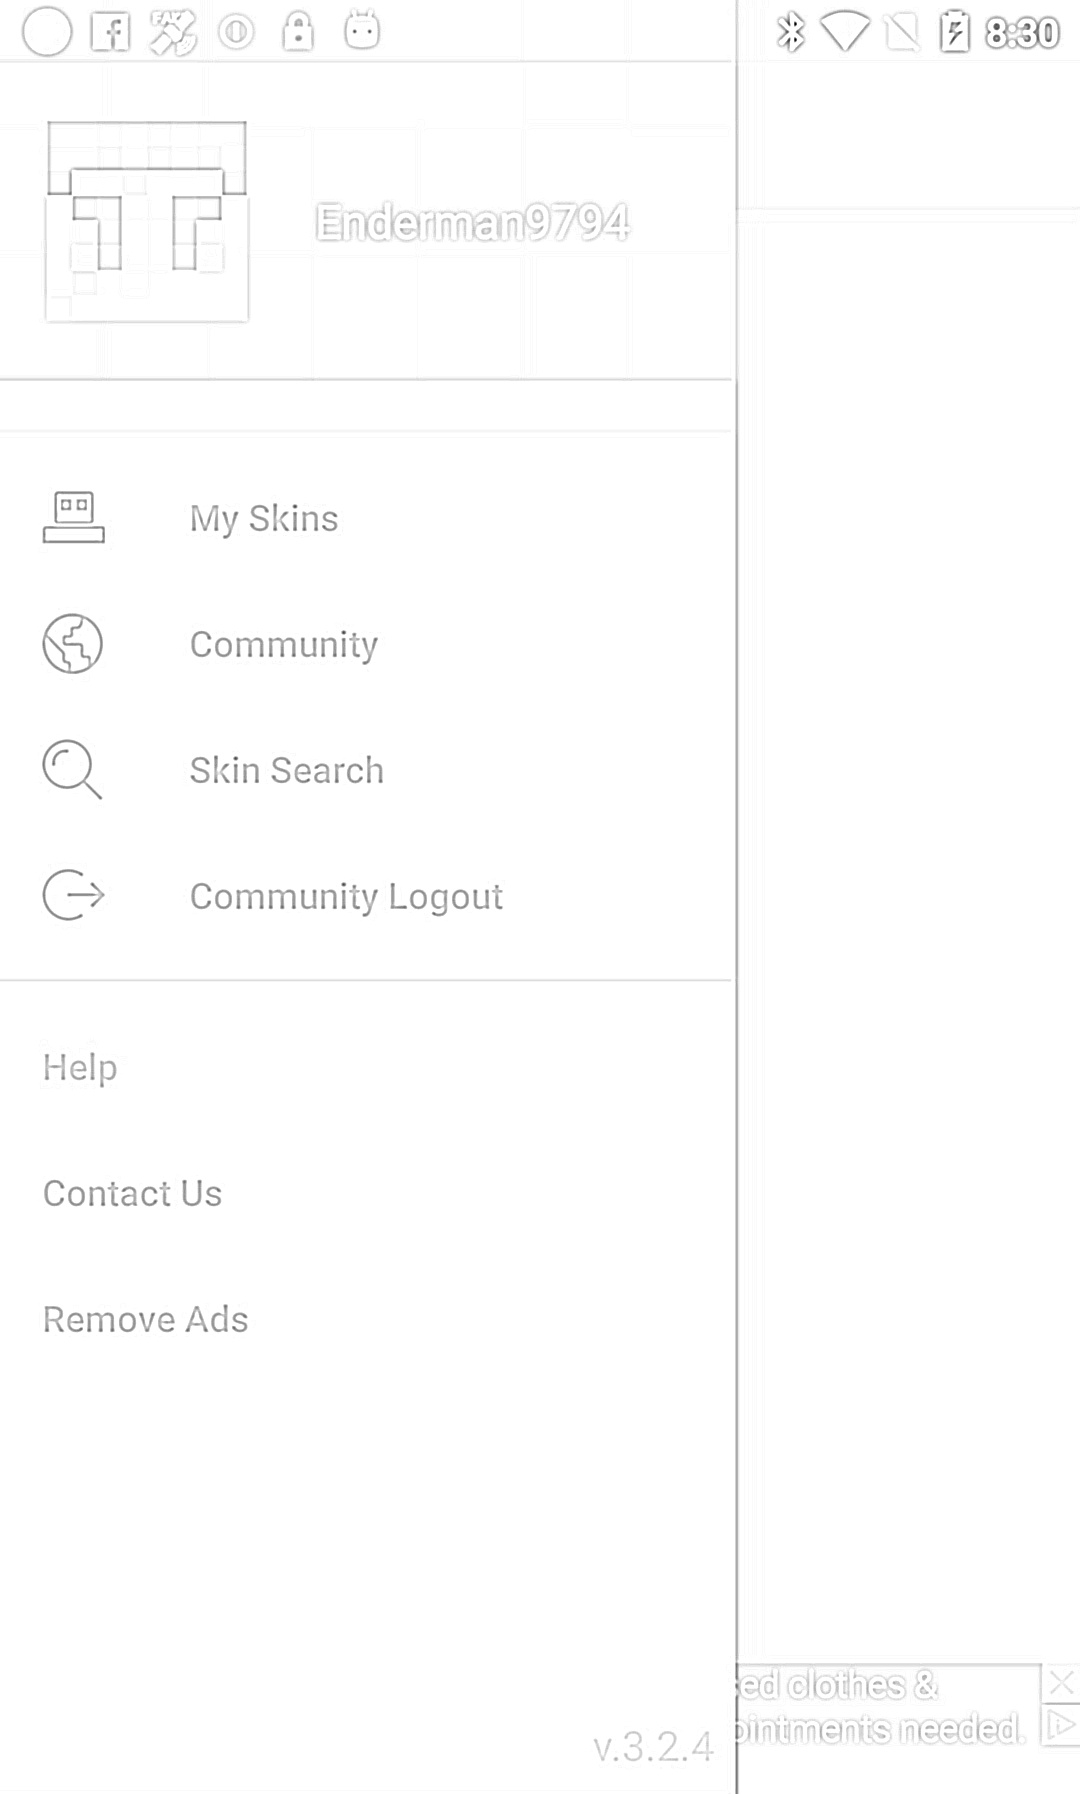 8:30
Enderman9794
My Skins
Community
Skin Search
Community Logout
Help
Contact Us
Remove Ads
sed clothes &
ointments needed.
v.3.2.4